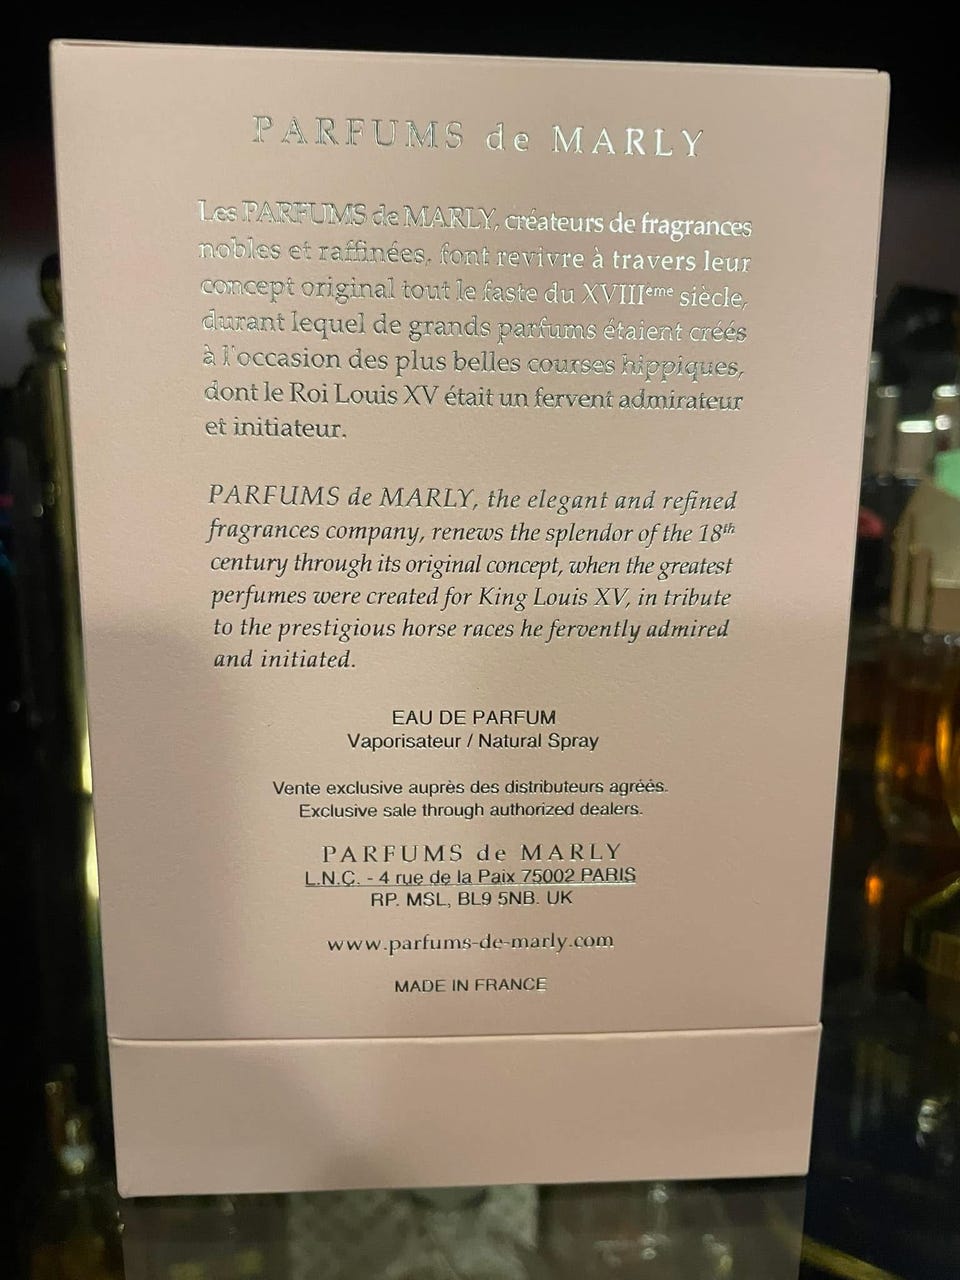 PARFUMS de MARLY
Les PARFUMS de MARLY, créateurs de fragrances
nobles et raffinées, font revivre à travers leur
concept original tout le faste du XVIIIème siècle,
durant lequel de grands parfums étaient créés
à l'occasion des plus belles courses hippiques,
dont le Roi Louis XV était un fervent admirateur
et initiateur.
PARFUMS de MARLY, the elegant and refined
fragrances company, renews the splendor of the 18th
century through its original concept, when the greatest
perfumes were created for King Louis XV, in tribute
to the prestigious horse races he fervently admired
and initiated.
EAU DE PARFUM
Vaporisateur / Natural Spray
Vente exclusive auprès des distributeurs agréés.
Exclusive sale through authorized dealers.
PARFUMS de MARLY
L.N.C. - 4 rue de la Paix 75002 PARIS
RP. MSL, BL9 5NB. UK
www.parfums-de-marly.com
MADE IN FRANCE